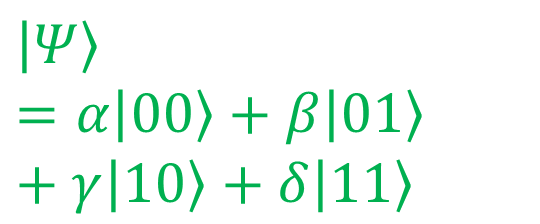 |Ψ⟩
= α|00⟩ + β|01⟩
+ γ|10⟩ + δ|11⟩